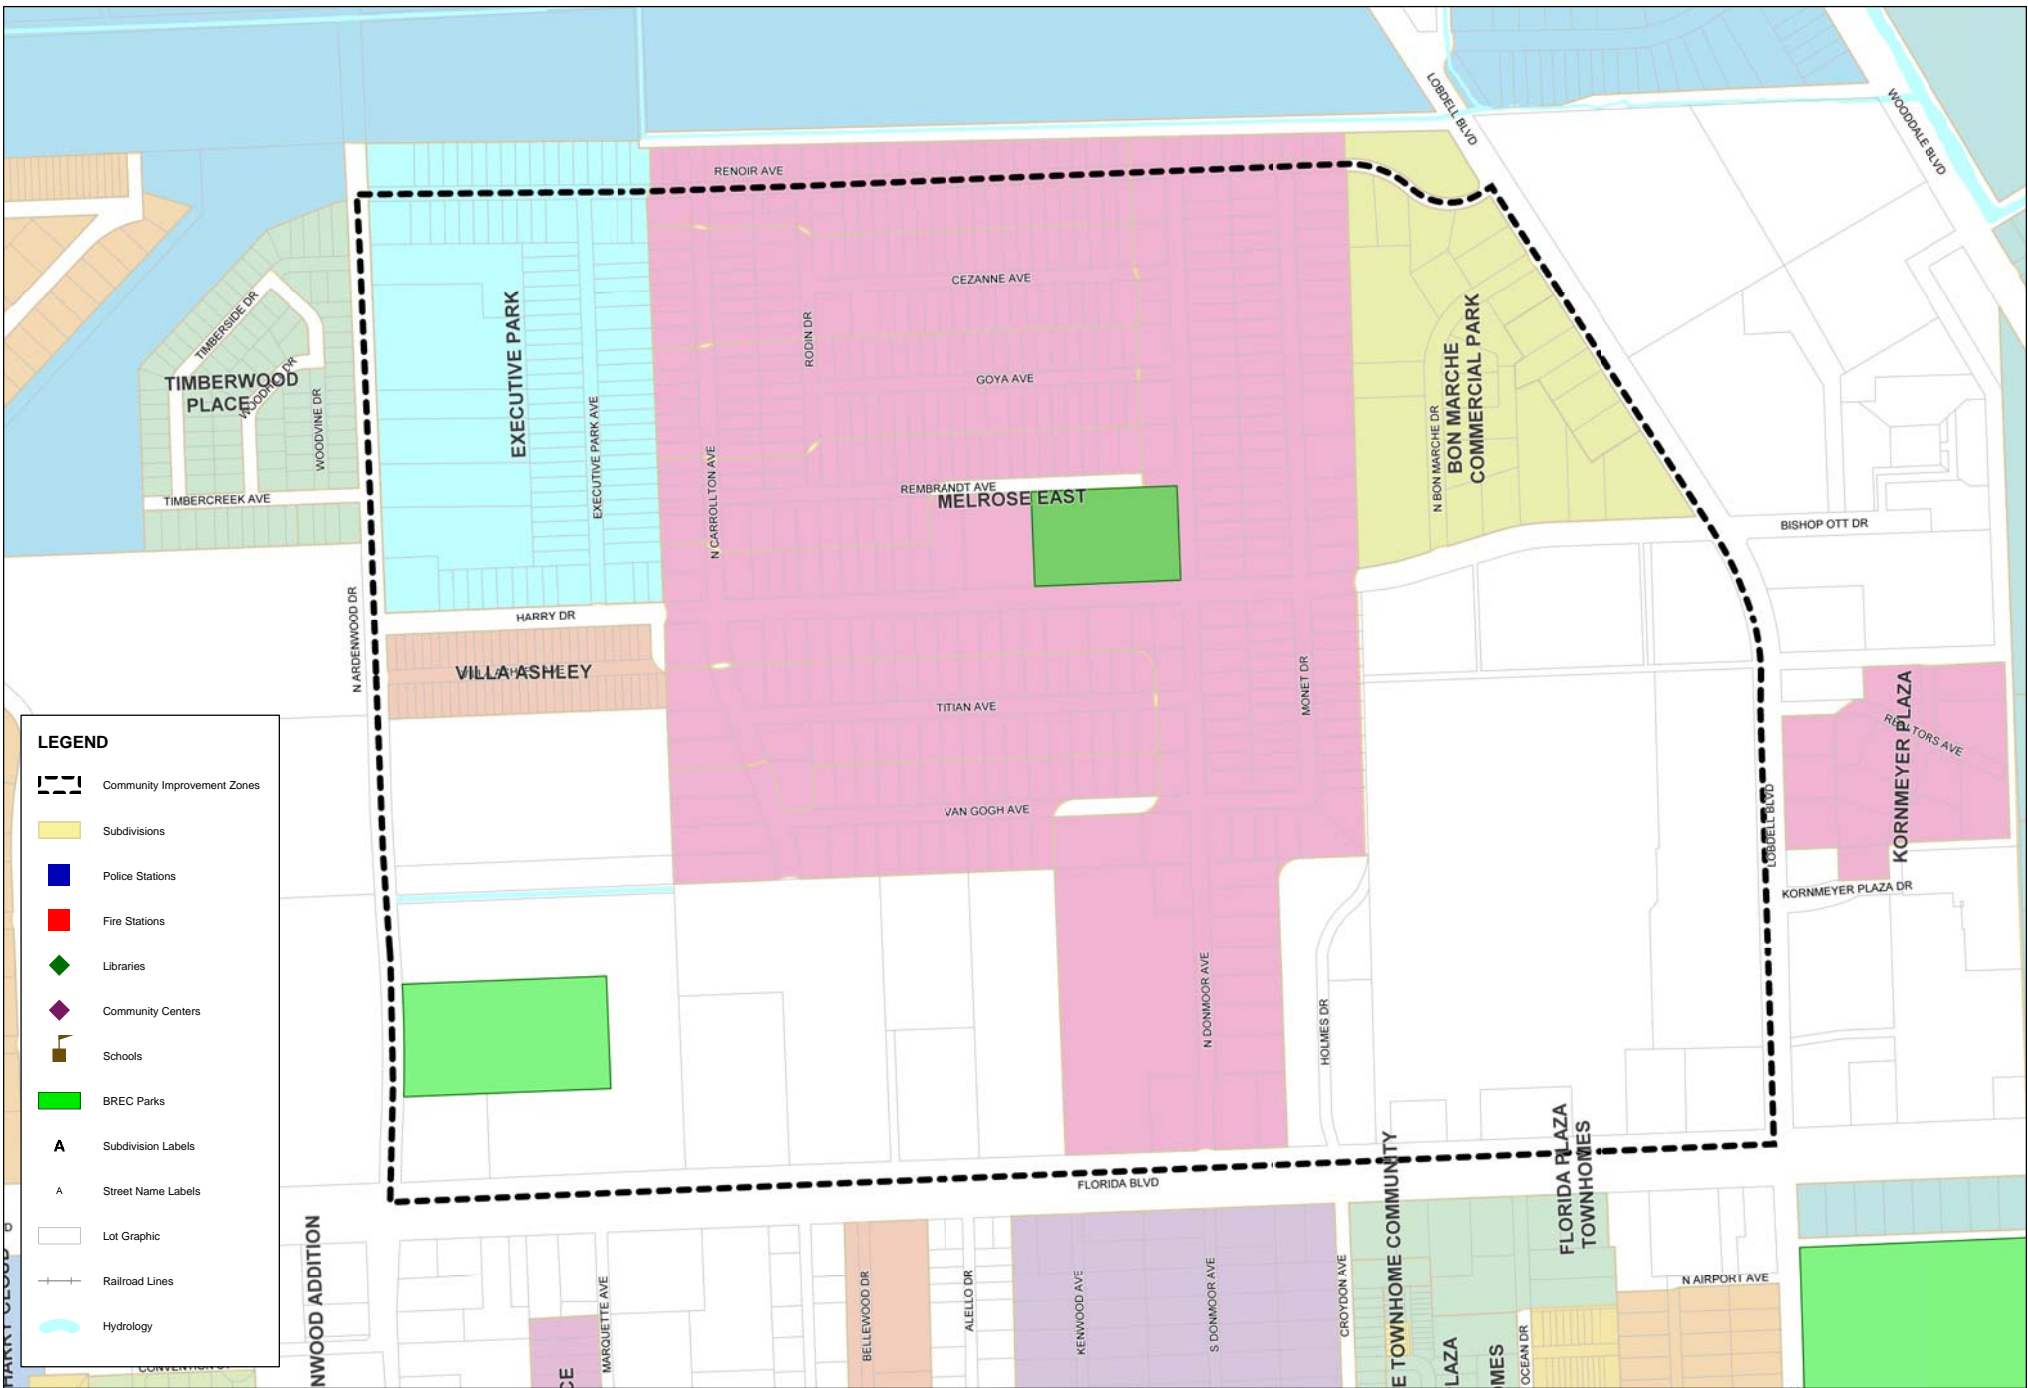 LOBDELL BLVD
WOODDALE BLVD
RENOIR AVE
CEZANNE AVE
TIMBERSIDE DR
EXECUTIVE PARK
RODIN DR
BON MARCHE
COMMERCIAL PARK
TIMBERWOOD
PLACE
WOODVINE DR
GOYA AVE
EXECUTIVE PARK AVE
N BON MARCHE DR
N CARROLLTON AVE
REMBRANDT AVE
MELROSE EAST
TIMBERCREEK AVE
BISHOP OTT DR
N ARDENWOOD DR
HARRY DR
VILLA ASHLEY
MONET DR
TITIAN AVE
KORNMEYER PLAZA
REALTORS AVE
LOBDELL BLVD
VAN GOGH AVE
KORNMEYER PLAZA DR
N DONMOOR AVE
HOLMES DR
LEGEND
Community Improvement Zones
Subdivisions
Police Stations
Fire Stations
Libraries
Community Centers
Schools
BREC Parks
A Subdivision Labels
A Street Name Labels
Lot Graphic
Railroad Lines
Hydrology
FLORIDA BLVD
FLORIDA PLAZA
TOWNHOMES
E TOWNHOME COMMUNITY
NWOOD ADDITION
MARQUETTE AVE
BELLEWOOD DR
ALELLO DR
KENWOOD AVE
S DONMOOR AVE
CROYDON AVE
N AIRPORT AVE
OCEAN DR
LAZA
MES
CE